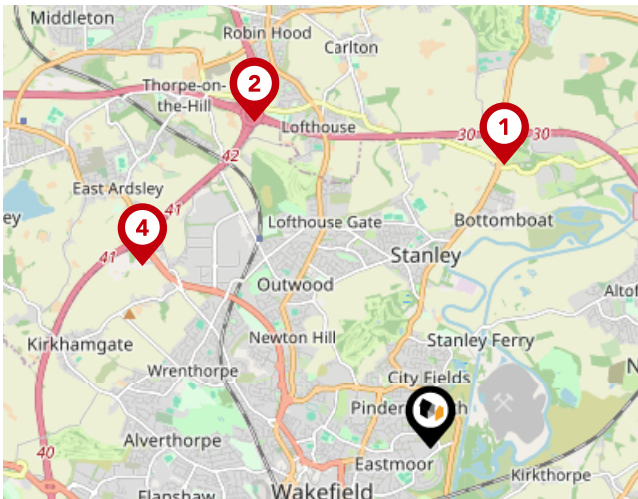 Middleton
Robin Hood
Carlton
Thorpe-on-
the-Hill
2
Lofthouse
30
1
30
42
East Ardsley
ey
41
4
Lofthouse Gate
Bottomboat
Stanley
41
Outwood
Altof
Newton Hill
Stanley Ferry
Kirkhamgate
Wrenthorpe
City Fields
N
Alverthorpe
40
Eastmoor
Kirkthorpe
Flanshaw
Wakefield